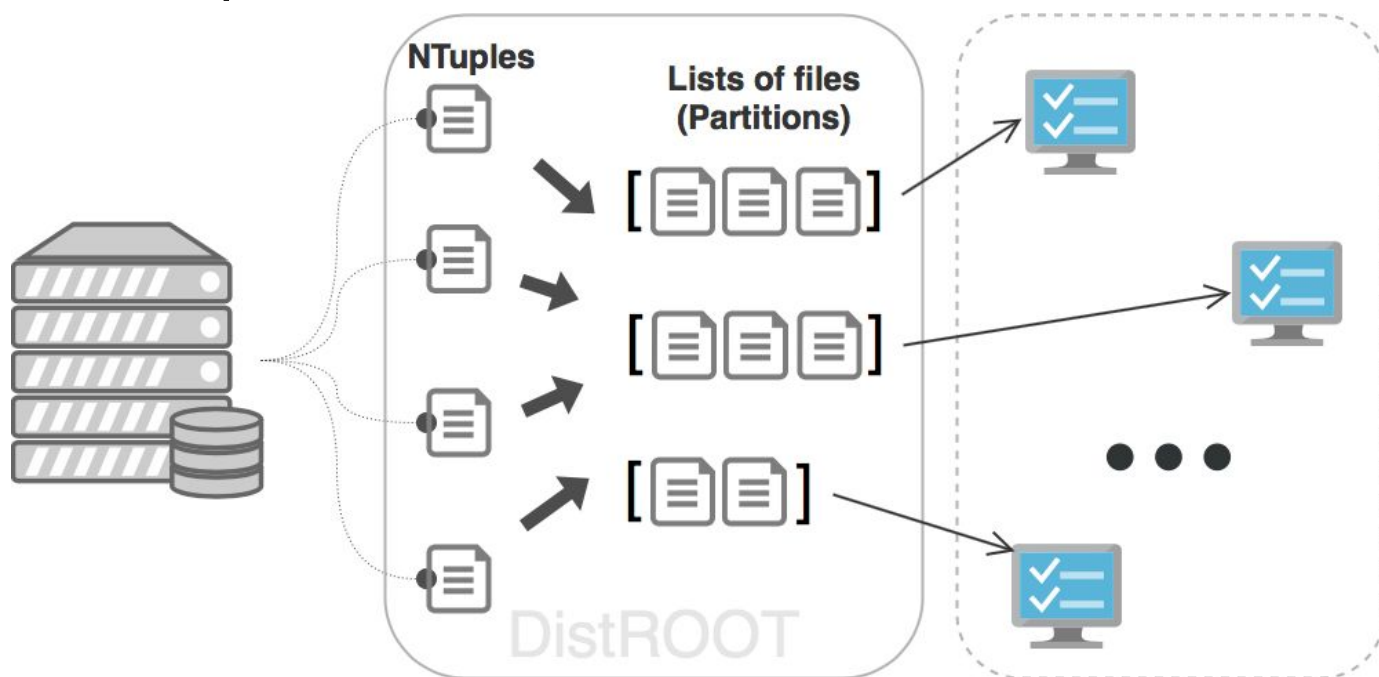 NTuples
Lists of files
(Partitions)
[
]
[
]
[
]
DistROOT